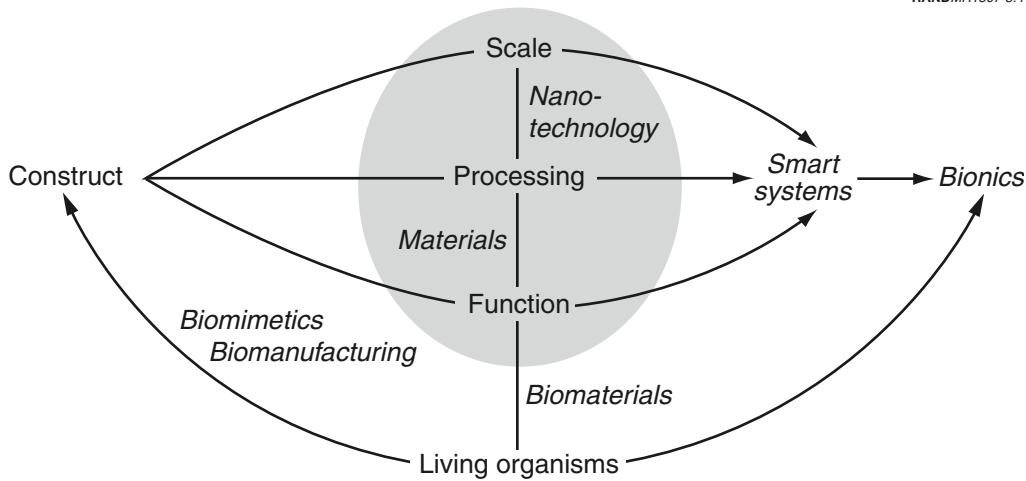 Scale
Nano-
technology
Construct
Processing
Smart
systems
Bionics
Materials
Function
Biomimetics
Biomanufacturing
Biomaterials
Living organisms